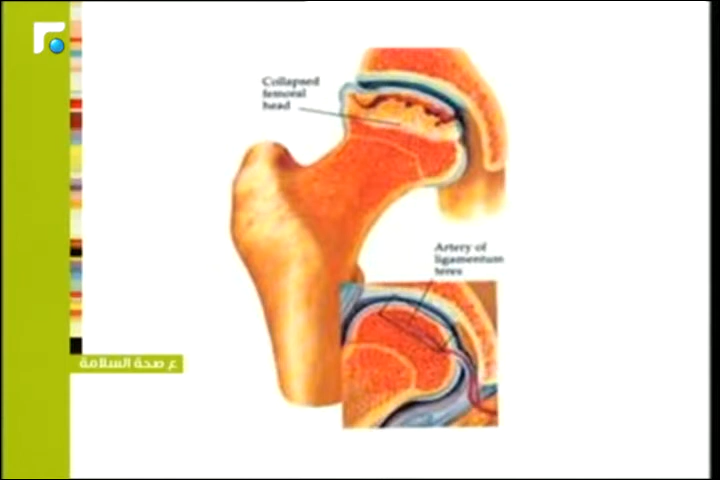 Collapsed
femoral
head
Artery of
ligamentum
teres
ع صحة السلامة